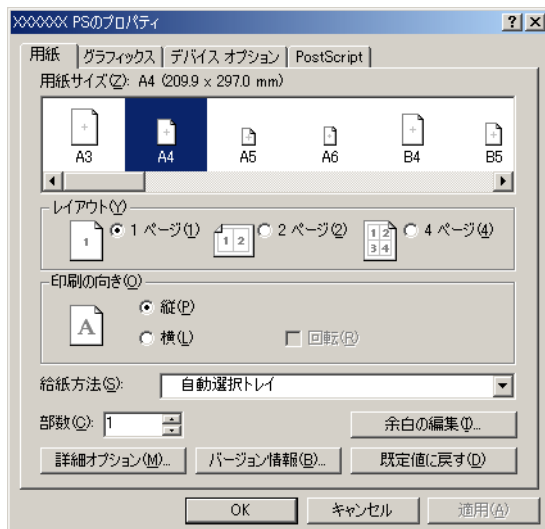 XXXXXX PSのプロパティ ? ×
用紙 グラフィックス デバイス オプション PostScript
用紙サイズ(Z): A4 (209.9 x 297.0 mm)
A3 A4 A5 A6 B4 B5
レイアウト(Y)
1 1 ページ(1) 1 2 2 ページ(2) 1 2 3 4 4 ページ(4)
印刷の向き(O)
A 縦(P)
横(L) 回転(R)
給紙方法(S): 自動選択トレイ
部数(C): 1 余白の編集(I)...
詳細オプション(M)... バージョン情報(B)... 既定値に戻す(D)
OK キャンセル 適用(A)